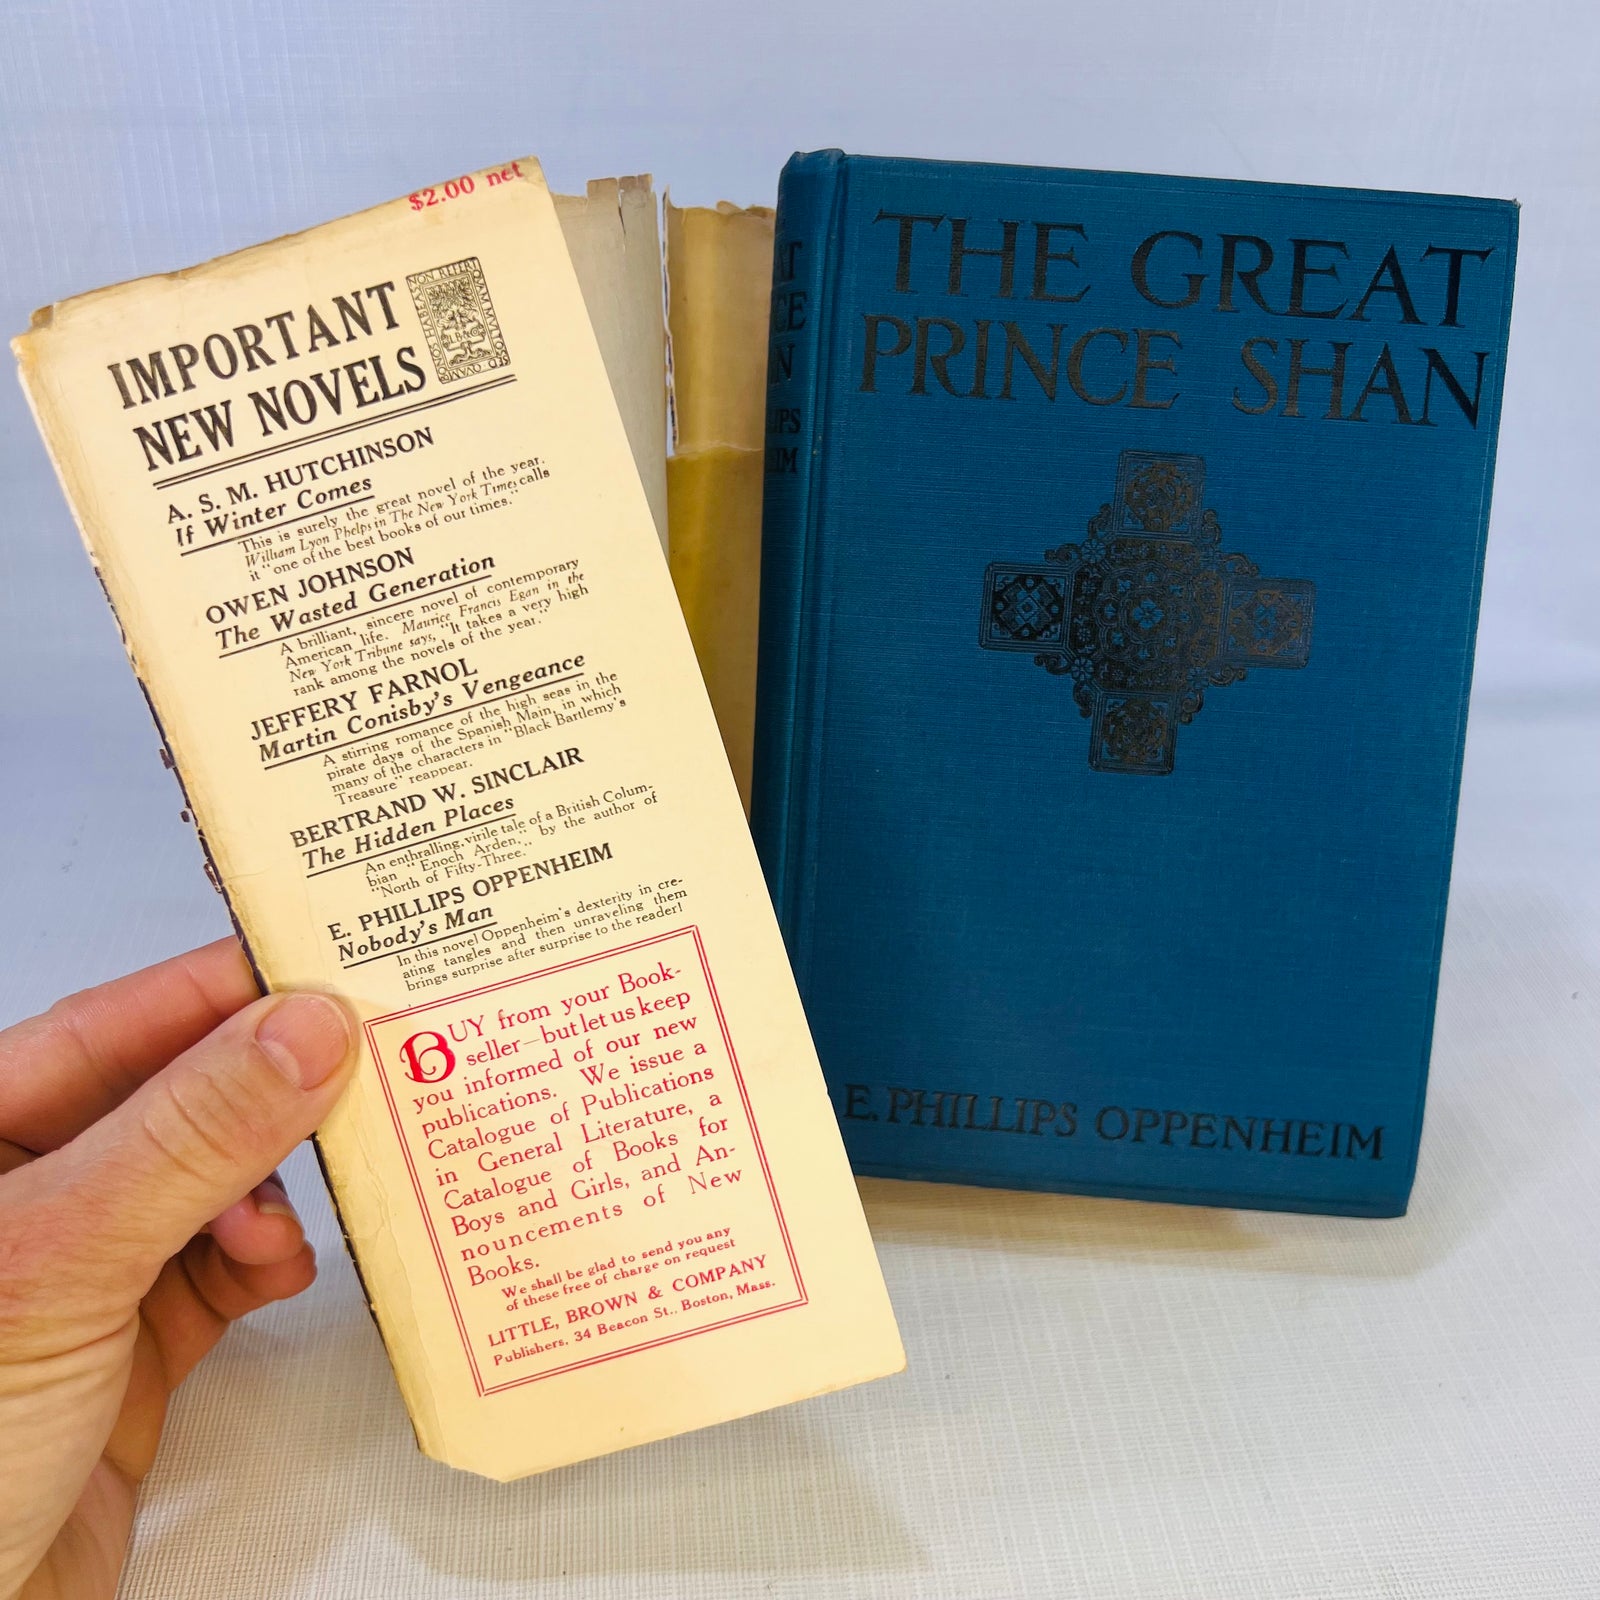 $2.00 net
IMPORTANT
NEW NOVELS
A. S. M. HUTCHINSON
If Winter Comes
This is surely the great novel of the year.
William Lyon Phelps in The New York Times calls
it "one of the best books of our times."
OWEN JOHNSON
The Wasted Generation
A brilliant, sincere novel of contemporary
American life. Maurice Francis Egan in the
New York Tribune says, "It takes a very high
rank among the novels of the year."
JEFFERY FARNOL
Martin Conisby's Vengeance
A stirring romance of the high seas in the
pirate days of the Spanish Main, in which
many of the characters in "Black Bartlemy's
Treasure" reappear.
BERTRAND W. SINCLAIR
The Hidden Places
An enthralling, virile tale of a British Colum-
bian "Enoch Arden," by the author of
"North of Fifty-Three."
E. PHILLIPS OPPENHEIM
Nobody's Man
In this novel Oppenheim's dexterity in cre-
ating tangles and then unraveling them
brings surprise after surprise to the reader!
BUY from your Book-
seller—but let us keep
you informed of our new
publications. We issue a
Catalogue of Publications
in General Literature, a
Catalogue of Books for
Boys and Girls, and An-
nouncements of New
Books.
We shall be glad to send you any
of these free of charge on request
LITTLE, BROWN & COMPANY
Publishers, 34 Beacon St., Boston, Mass.
THE GREAT
PRINCE SHAN
E. PHILLIPS OPPENHEIM